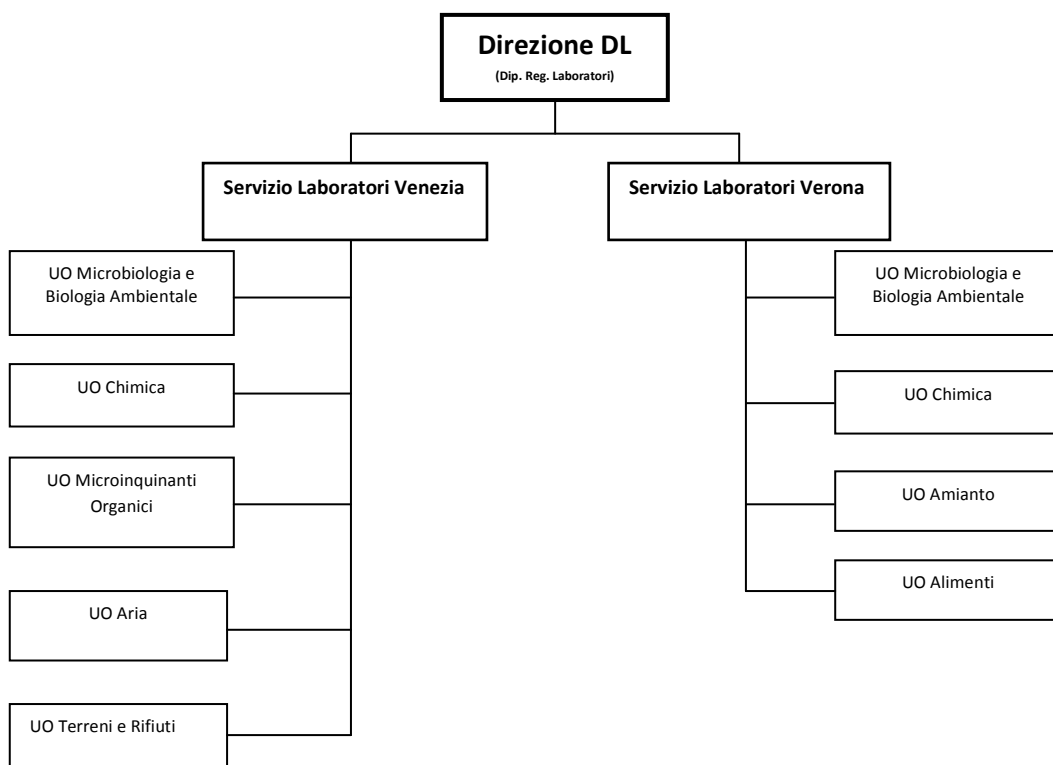 Direzione DL
(Dip. Reg. Laboratori)
Servizio Laboratori Venezia
Servizio Laboratori Verona
UO Microbiologia e
Biologia Ambientale
UO Chimica
UO Microinquinanti
Organici
UO Aria
UO Terreni e Rifiuti
UO Microbiologia e
Biologia Ambientale
UO Chimica
UO Amianto
UO Alimenti